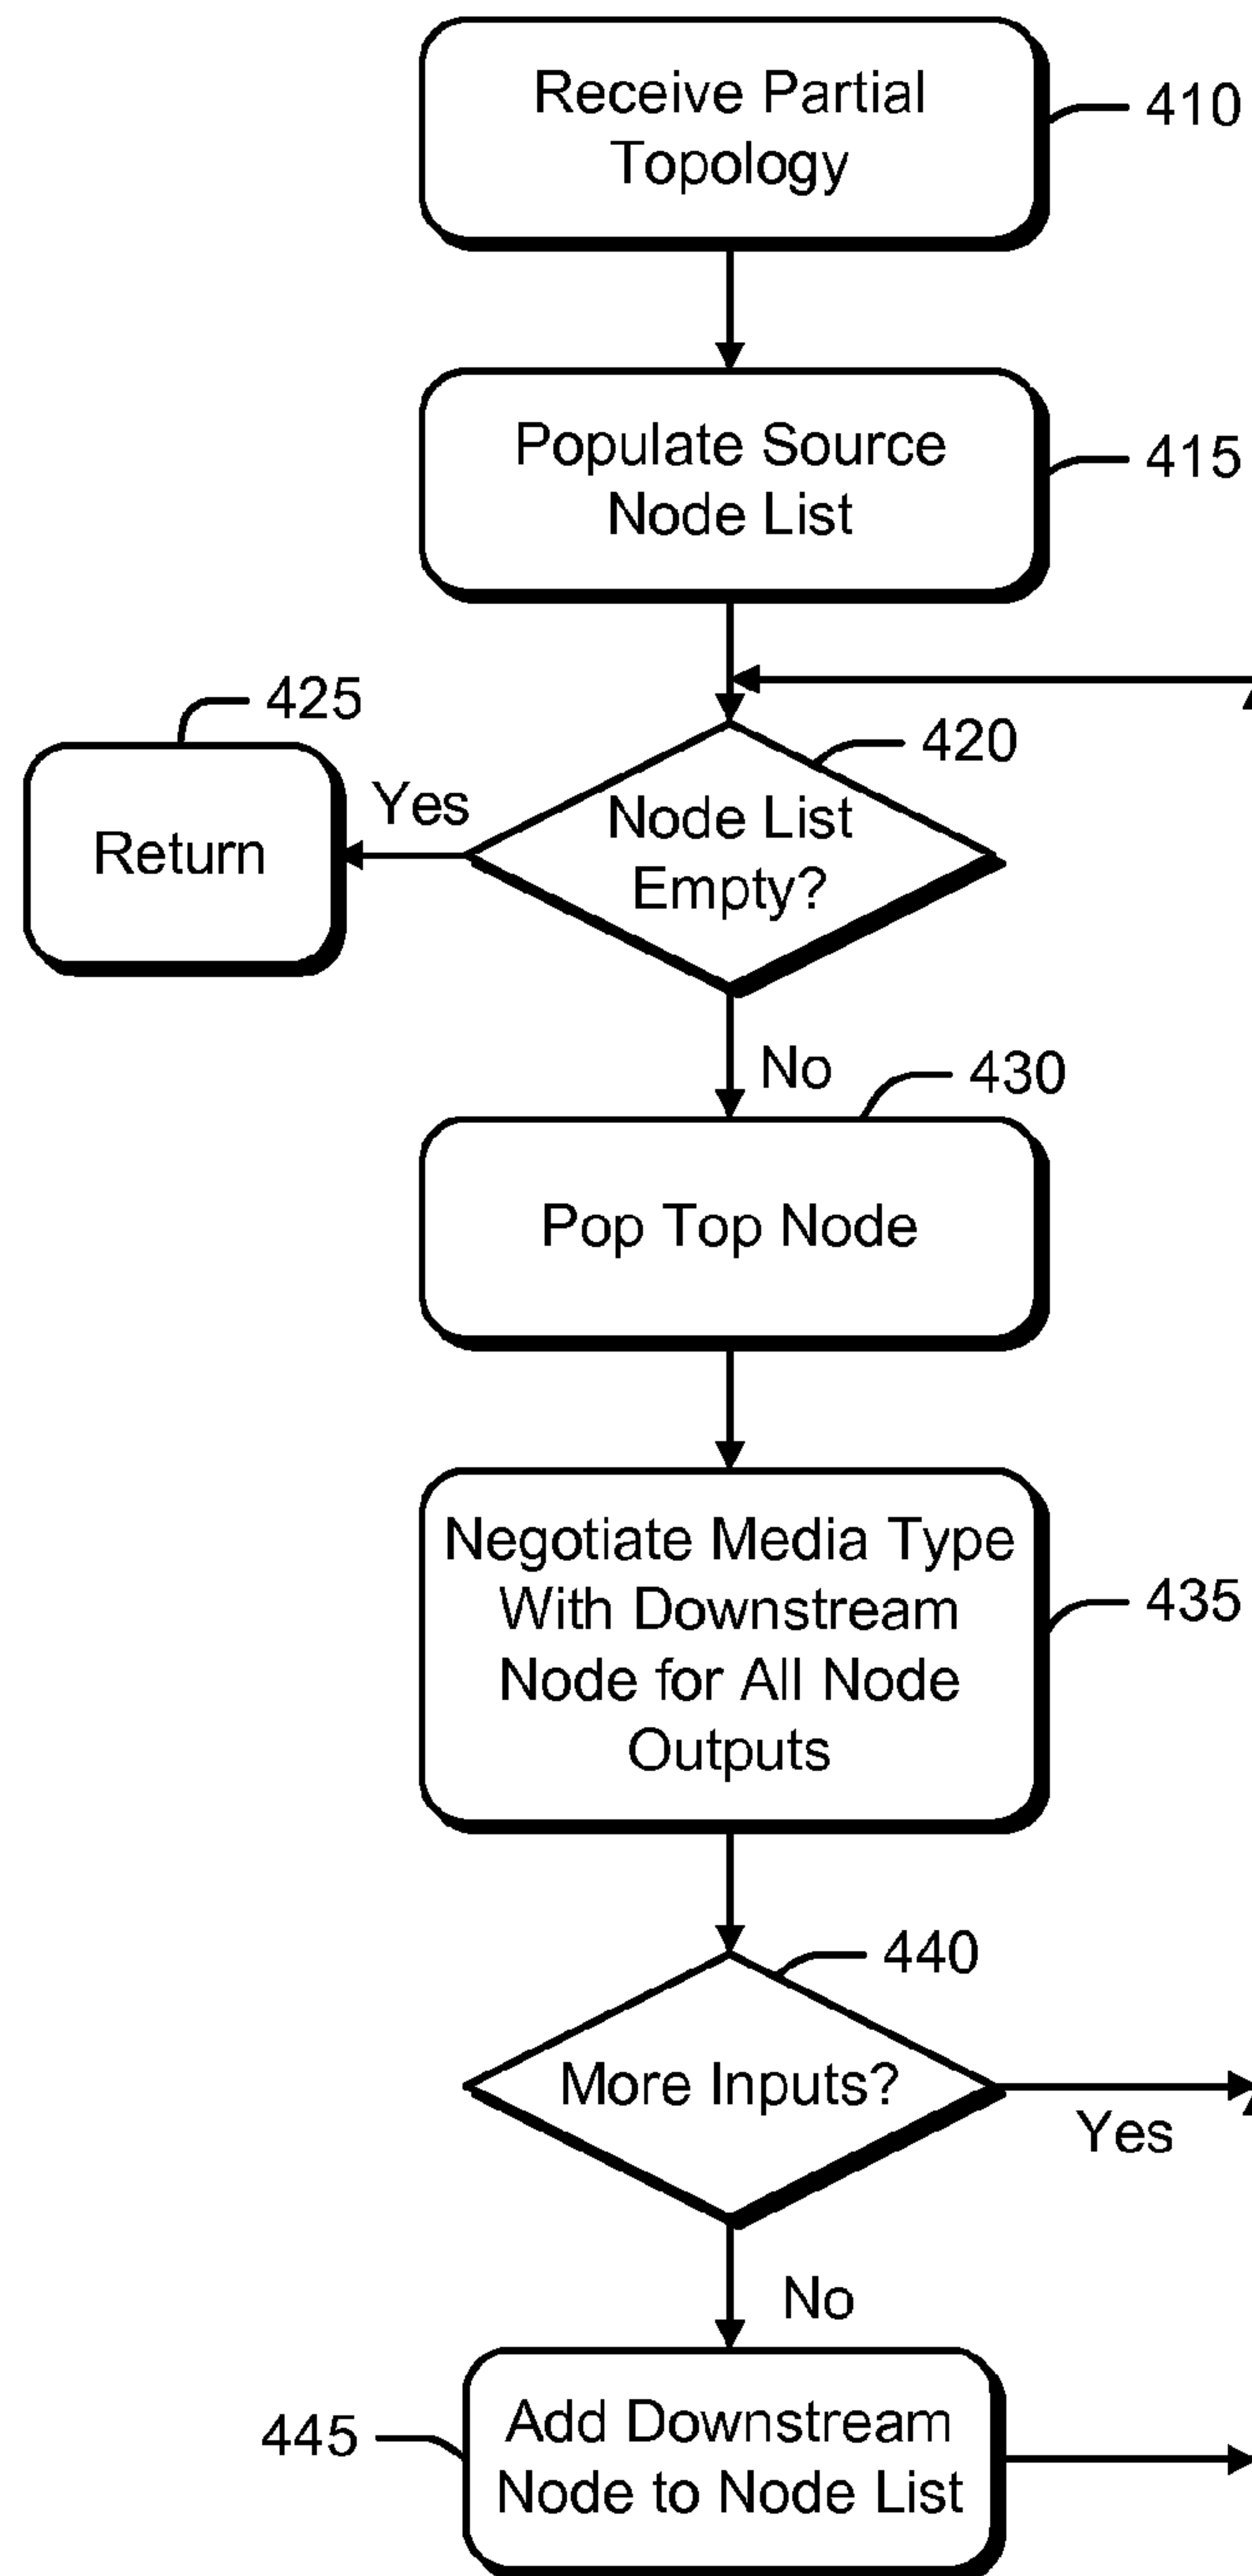 Receive Partial
Topology
410
Populate Source
Node List
415
425
420
Yes
Return
Node List
Empty?
No
430
Pop Top Node
Negotiate Media Type
With Downstream
Node for All Node
Outputs
435
440
More Inputs?
Yes
No
445
Add Downstream
Node to Node List